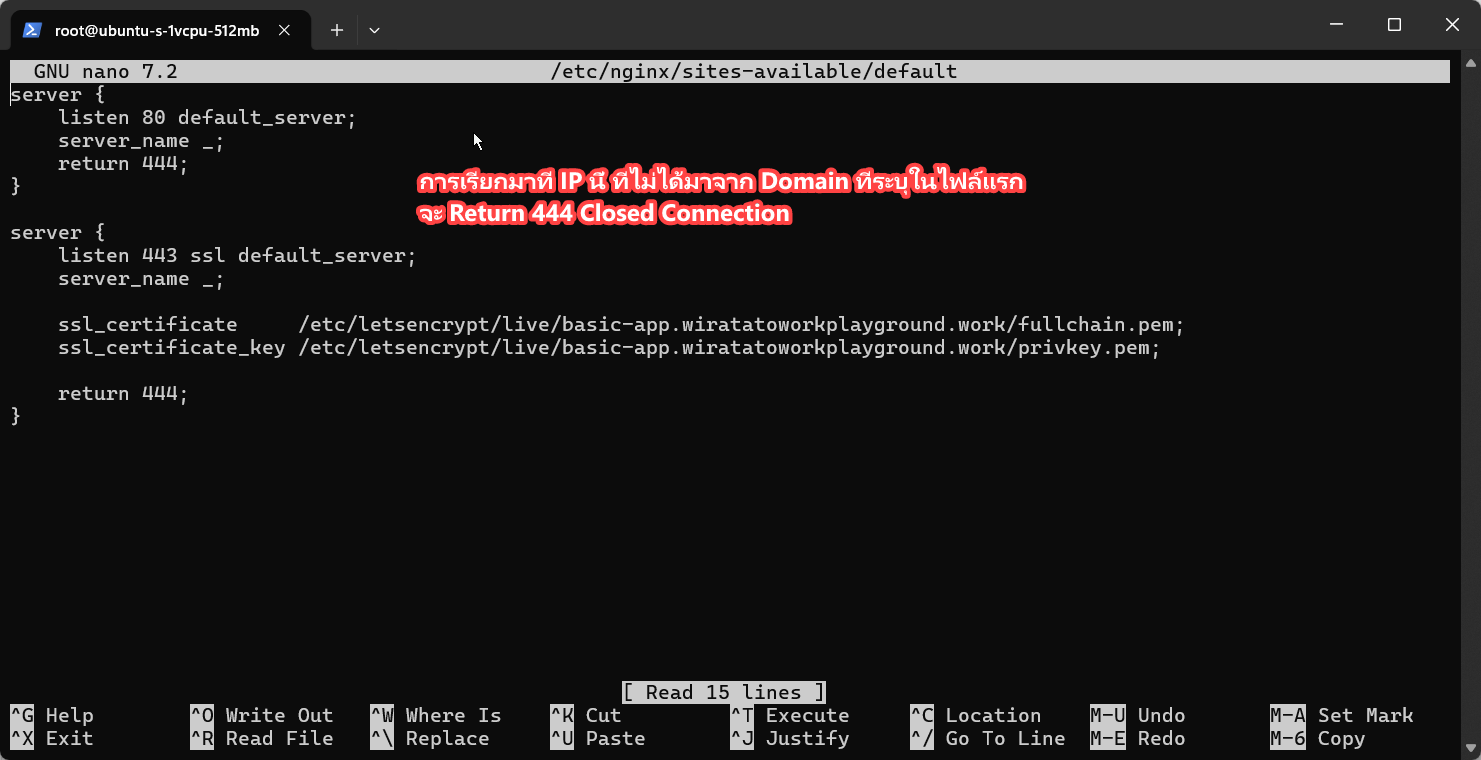 root@ubuntu-s-1vcpu-512mb
GNU nano 7.2 /etc/nginx/sites-available/default
server {
    listen 80 default_server;
    server_name _;
    return 444;
}
การเรียกมาที่ IP นี้ ที่ไม่ได้มาจาก Domain ที่ระบุในไฟล์แรก
จะ Return 444 Closed Connection
server {
    listen 443 ssl default_server;
    server_name _;
    ssl_certificate     /etc/letsencrypt/live/basic-app.wiratatoworkplayground.work/fullchain.pem;
    ssl_certificate_key /etc/letsencrypt/live/basic-app.wiratatoworkplayground.work/privkey.pem;
    return 444;
}
[ Read 15 lines ]
^G Help ^O Write Out ^W Where Is ^K Cut ^T Execute ^C Location M-U Undo M-A Set Mark
^X Exit ^R Read File ^\ Replace ^U Paste ^J Justify ^/ Go To Line M-E Redo M-6 Copy